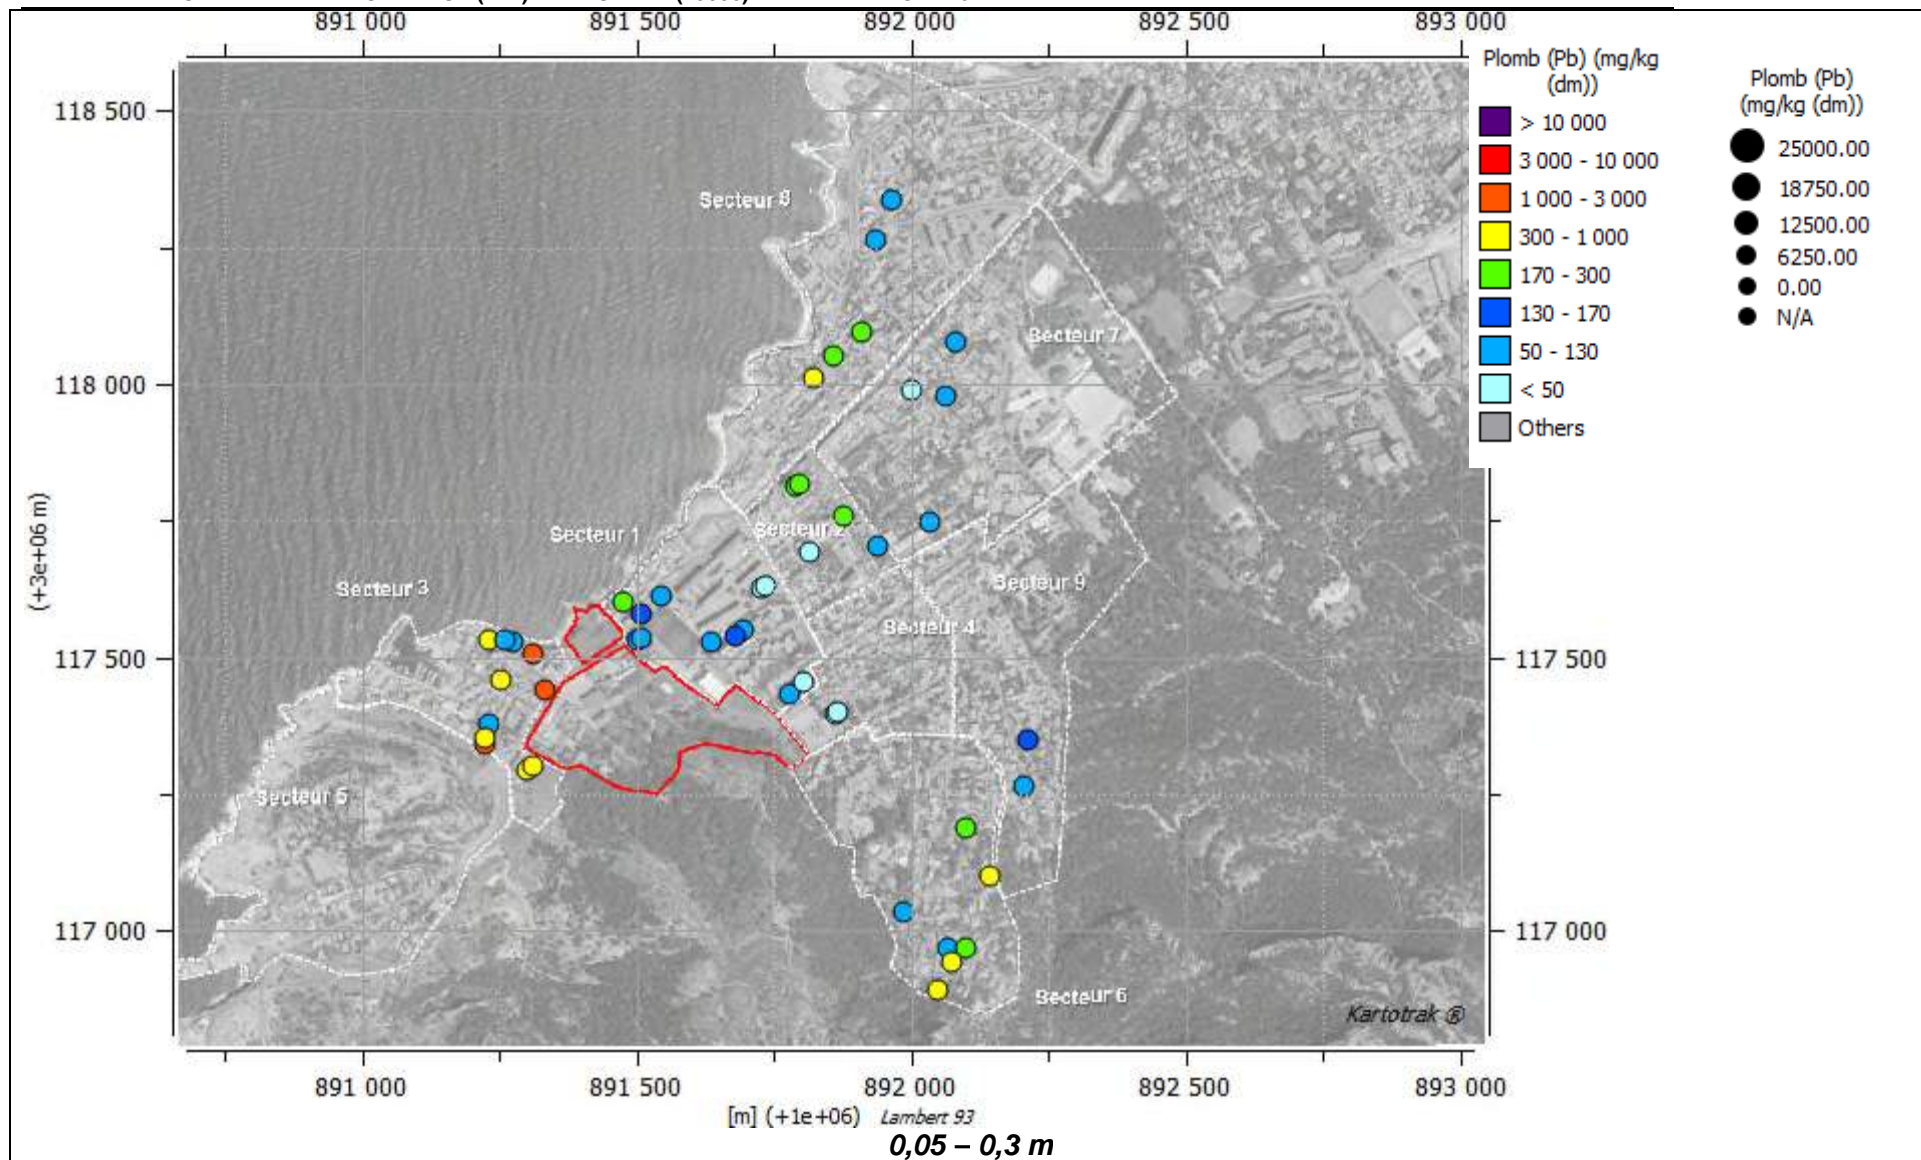 891 000 891 500 892 000 892 500 893 000
Plomb (Pb) (mg/kg
(dm))
> 10 000
3 000 - 10 000
1 000 - 3 000
300 - 1 000
170 - 300
130 - 170
50 - 130
< 50
Others
Plomb (Pb)
(mg/kg (dm))
25000.00
18750.00
12500.00
6250.00
0.00
N/A
118 500
118 000
117 500
117 000
(+3e+06 m)
Secteur 8
Secteur 7
Secteur 1
Secteur 2
Secteur 3
Secteur 9
Secteur 4
Secteur 5
Secteur 6
117 500
117 000
Kartotrak ®
891 000 891 500 892 000 892 500 893 000
[m] (+1e+06) Lambert 93
0,05 – 0,3 m